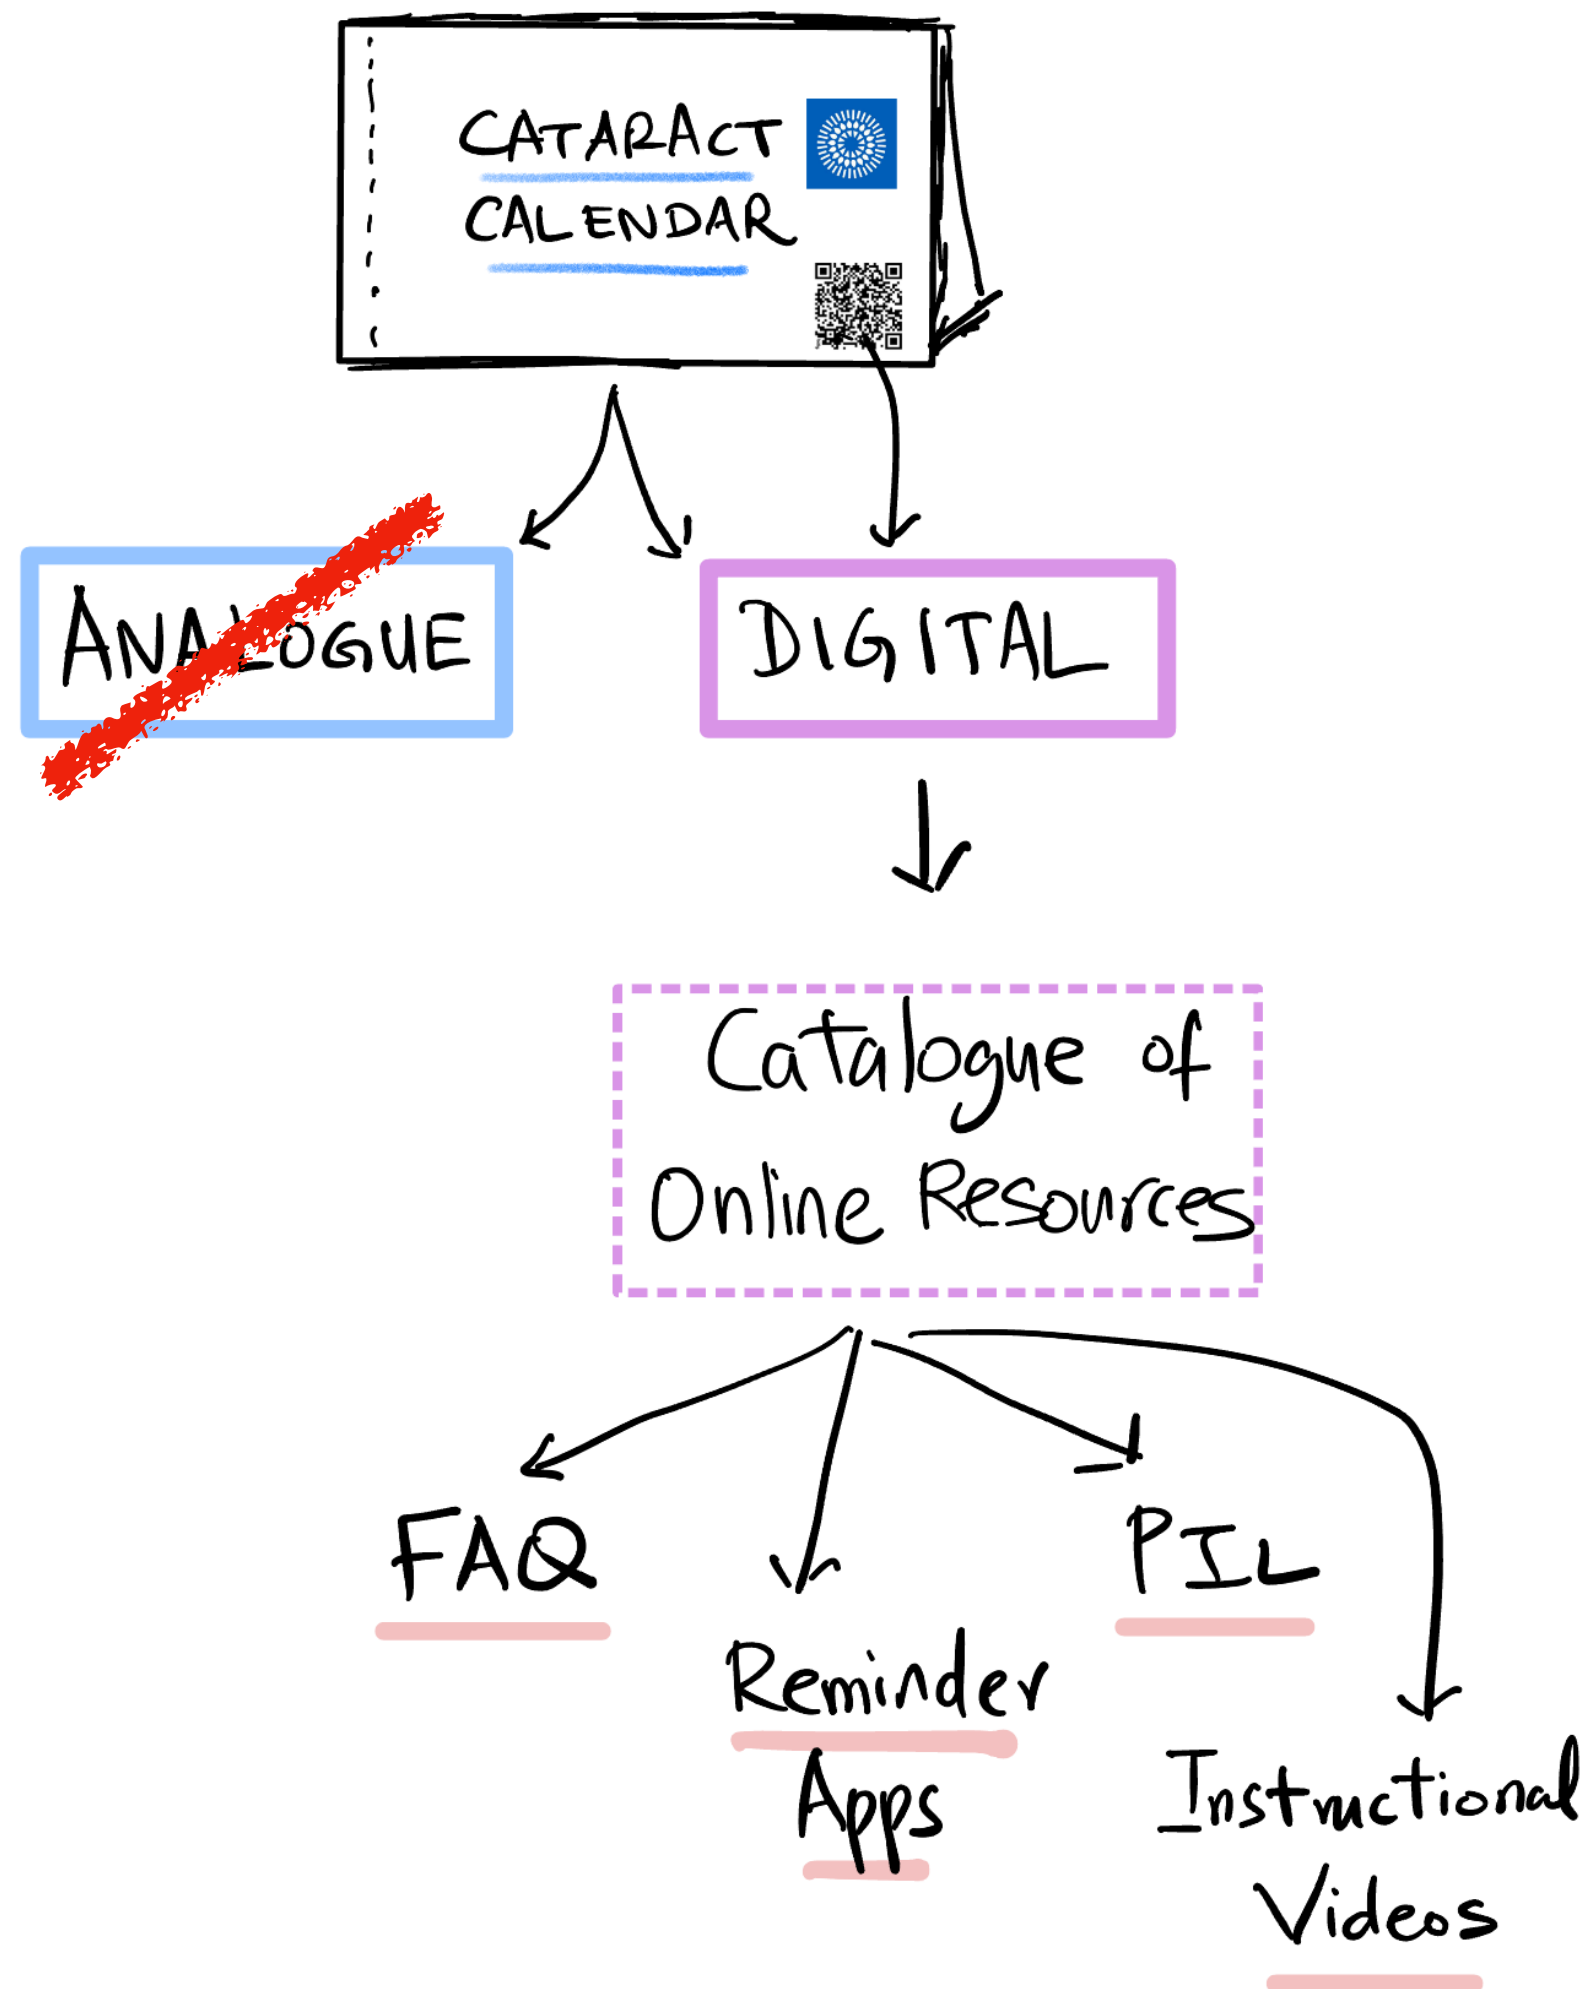 CATARACT
CALENDAR
ANALOGUE
DIGITAL
Catalogue of
Online Resources
FAQ
PIL
Reminder
Apps
Instructional
Videos